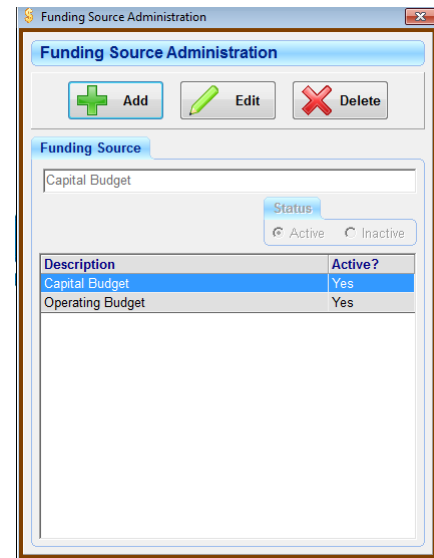 Funding Source Administration
Funding Source Administration
Add Edit Delete
Funding Source
Capital Budget
Status
Active Inactive
Description Active?
Capital Budget Yes
Operating Budget Yes